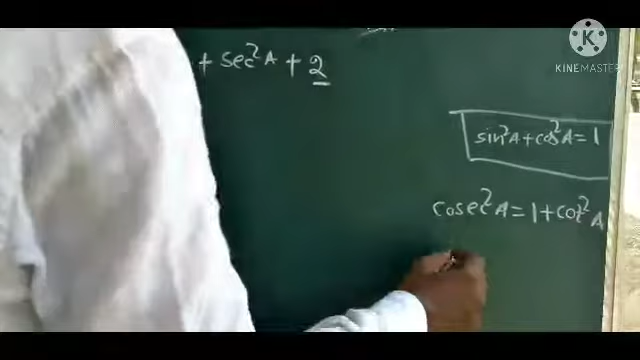 + sec²A + 2
sin²A + cos²A = 1
cosec²A = 1 + cot²A
KINEMASTER